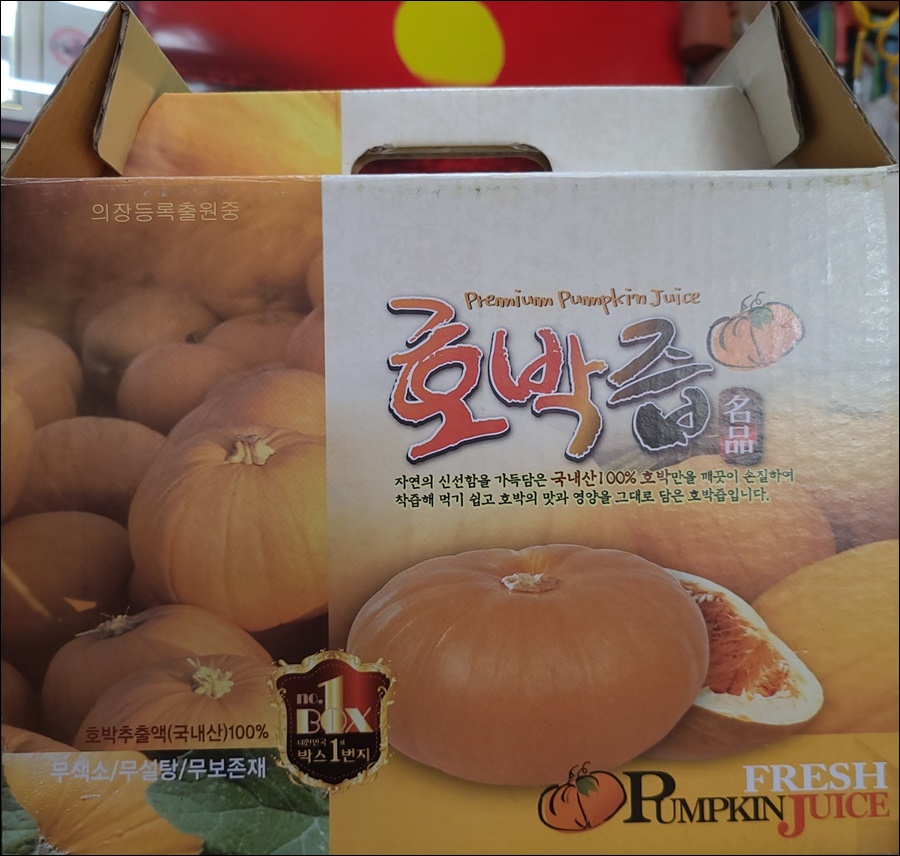 의장등록출원중
Premium Pumpkin Juice
호박즙
名品
자연의 신선함을 가득담은 국내산100% 호박만을 깨끗이 손질하여
착즙해 먹기 쉽고 호박의 맛과 영양을 그대로 담은 호박즙입니다.
no.1
BOX
대한민국
박스1번지
호박추출액(국내산)100%
무색소/무설탕/무보존재
FRESH
PUMPKIN JUICE